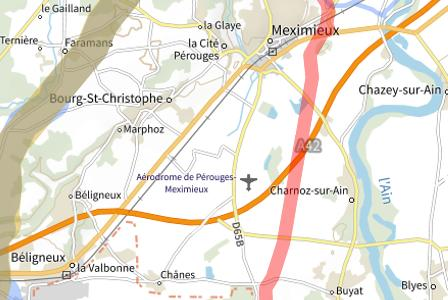 le Gailland
la Glaye
Meximieux
Ternière
Faramans
la Cité
Pérouges
Bourg-St-Christophe
Chazey-sur-Ain
Marphoz
A42
Aérodrome de Pérouges-
Meximieux
Charnoz-sur-Ain
l'Ain
Béligneux
D65B
Béligneux
la Valbonne
Chânes
Buyat
Blyes